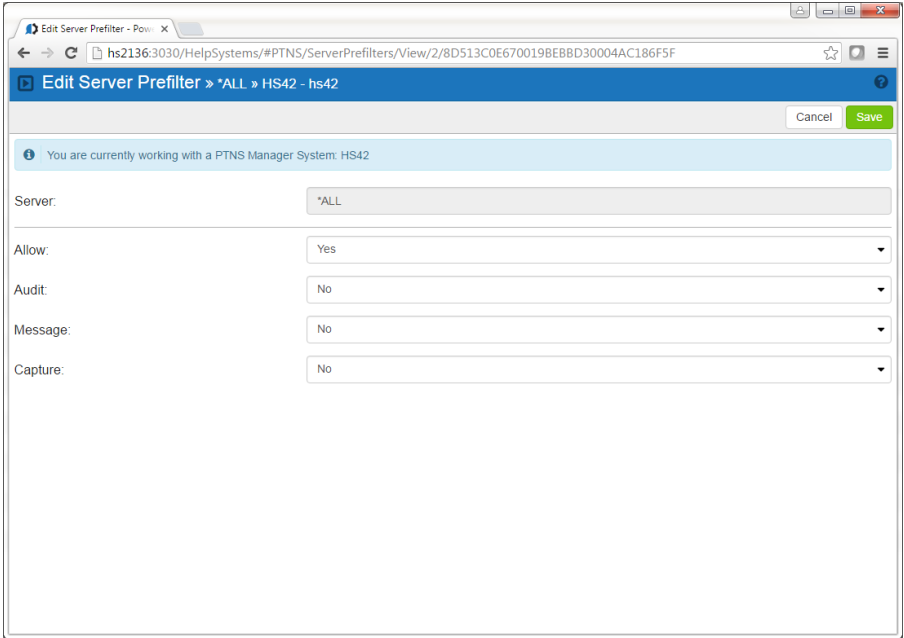 Edit Server Prefilter - Pow
hs2136:3030/HelpSystems/#PTNS/ServerPrefilters/View/2/8D513C0E670019BEBBD30004AC186F5F
Edit Server Prefilter » *ALL » HS42 - hs42
Cancel Save
You are currently working with a PTNS Manager System: HS42
Server: *ALL
Allow: Yes
Audit: No
Message: No
Capture: No